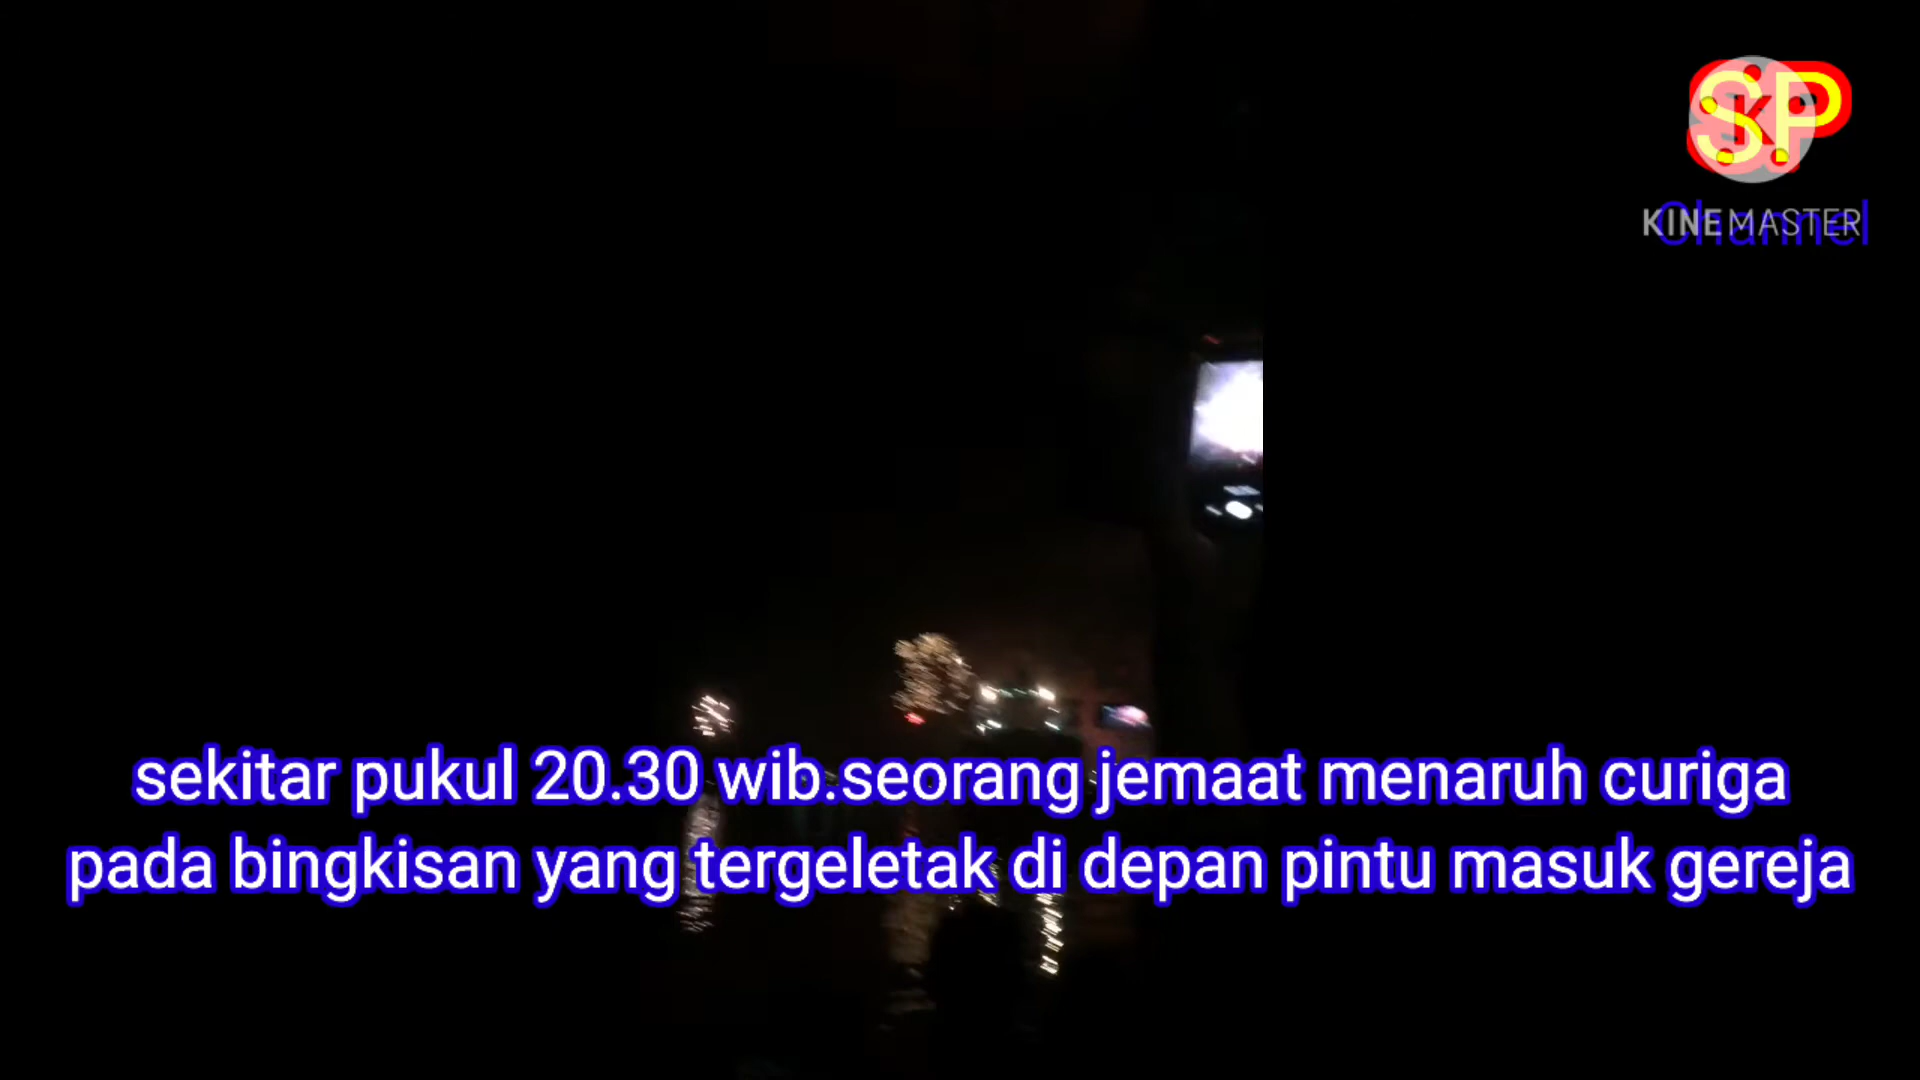 SP
K
KINEMASTER
Channel
sekitar pukul 20.30 wib.seorang jemaat menaruh curiga
pada bingkisan yang tergeletak di depan pintu masuk gereja